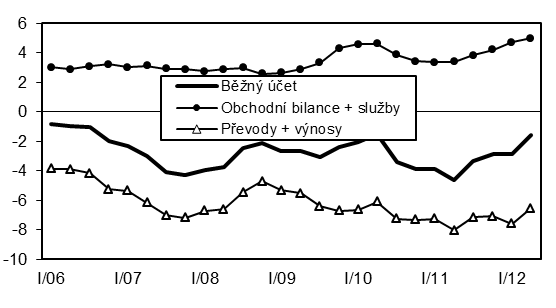 6
4
2
0
-2
-4
-6
-8
-10
Běžný účet
Obchodní bilance + služby
Převody + výnosy
I/06 I/07 I/08 I/09 I/10 I/11 I/12